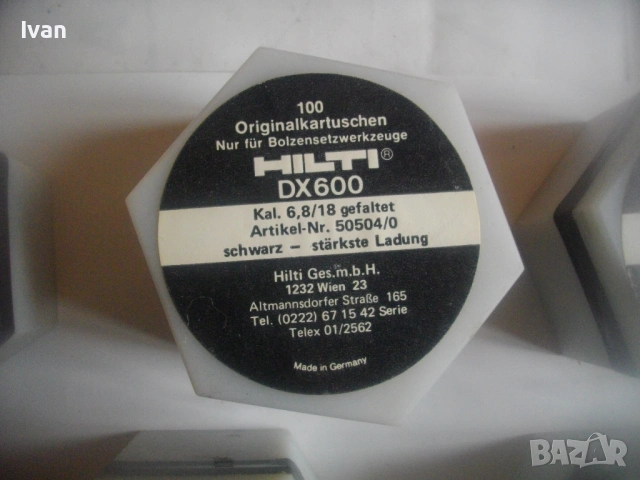 Ivan
100
Originalkartuschen
Nur für Bolzensetzwerkzeuge
HILTI®
DX600
Kal. 6,8/18 gefaltet
Artikel-Nr. 50504/0
schwarz – stärkste Ladung
Hilti Ges.m.b.H.
1232 Wien 23
Altmannsdorfer Straße 165
Tel. (0222) 67 15 42 Serie
Telex 01/2562
Made in Germany
BAZAR
bg